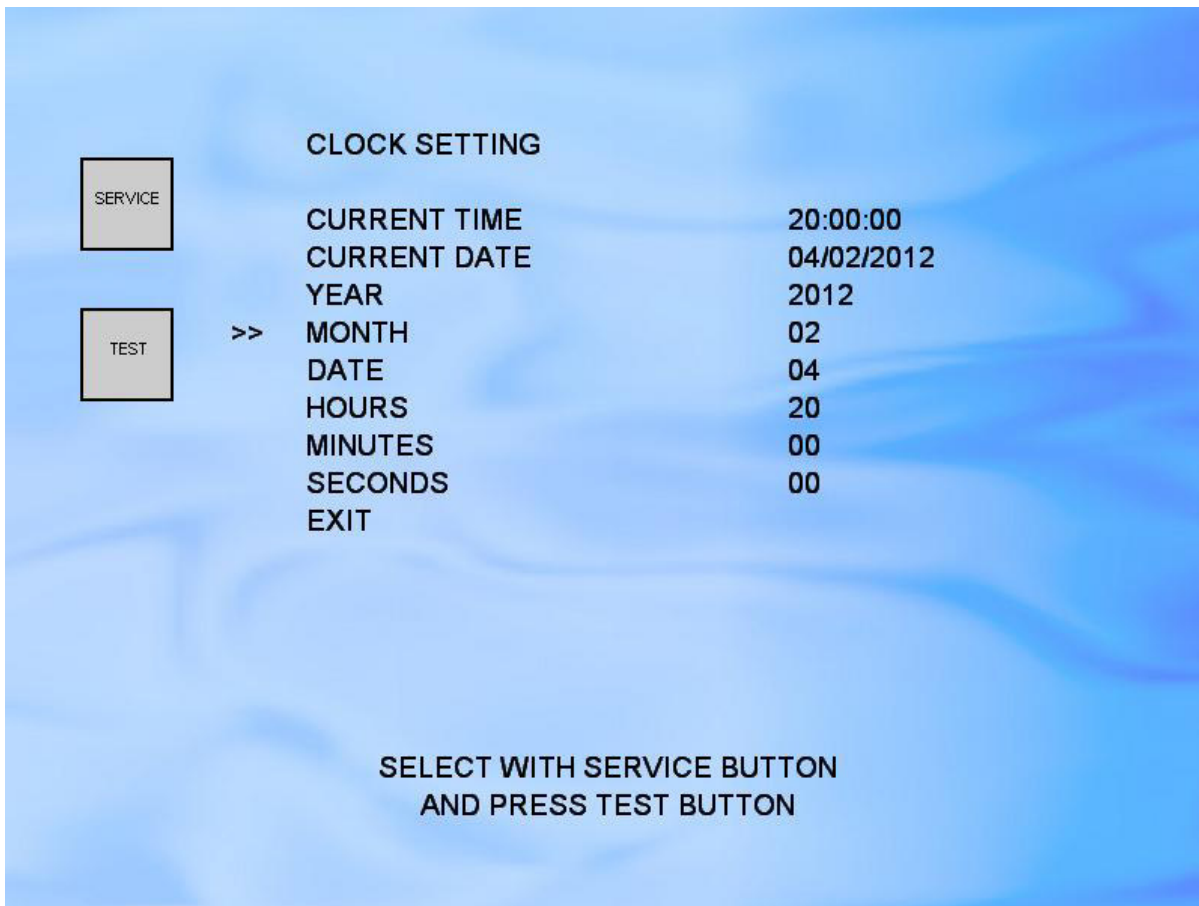 CLOCK SETTING
SERVICE
CURRENT TIME 20:00:00
CURRENT DATE 04/02/2012
YEAR 2012
TEST
>> MONTH 02
DATE 04
HOURS 20
MINUTES 00
SECONDS 00
EXIT
SELECT WITH SERVICE BUTTON
AND PRESS TEST BUTTON